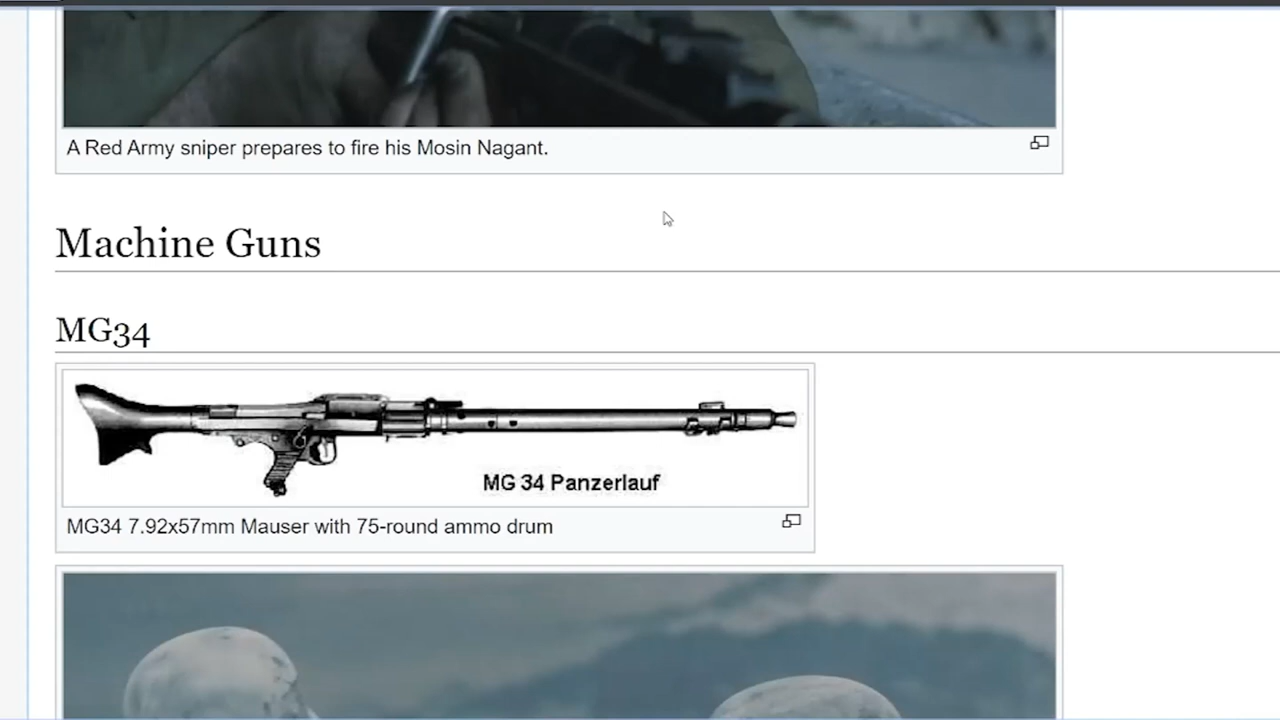 A Red Army sniper prepares to fire his Mosin Nagant.
Machine Guns
MG34
MG 34 Panzerlauf
MG34 7.92x57mm Mauser with 75-round ammo drum